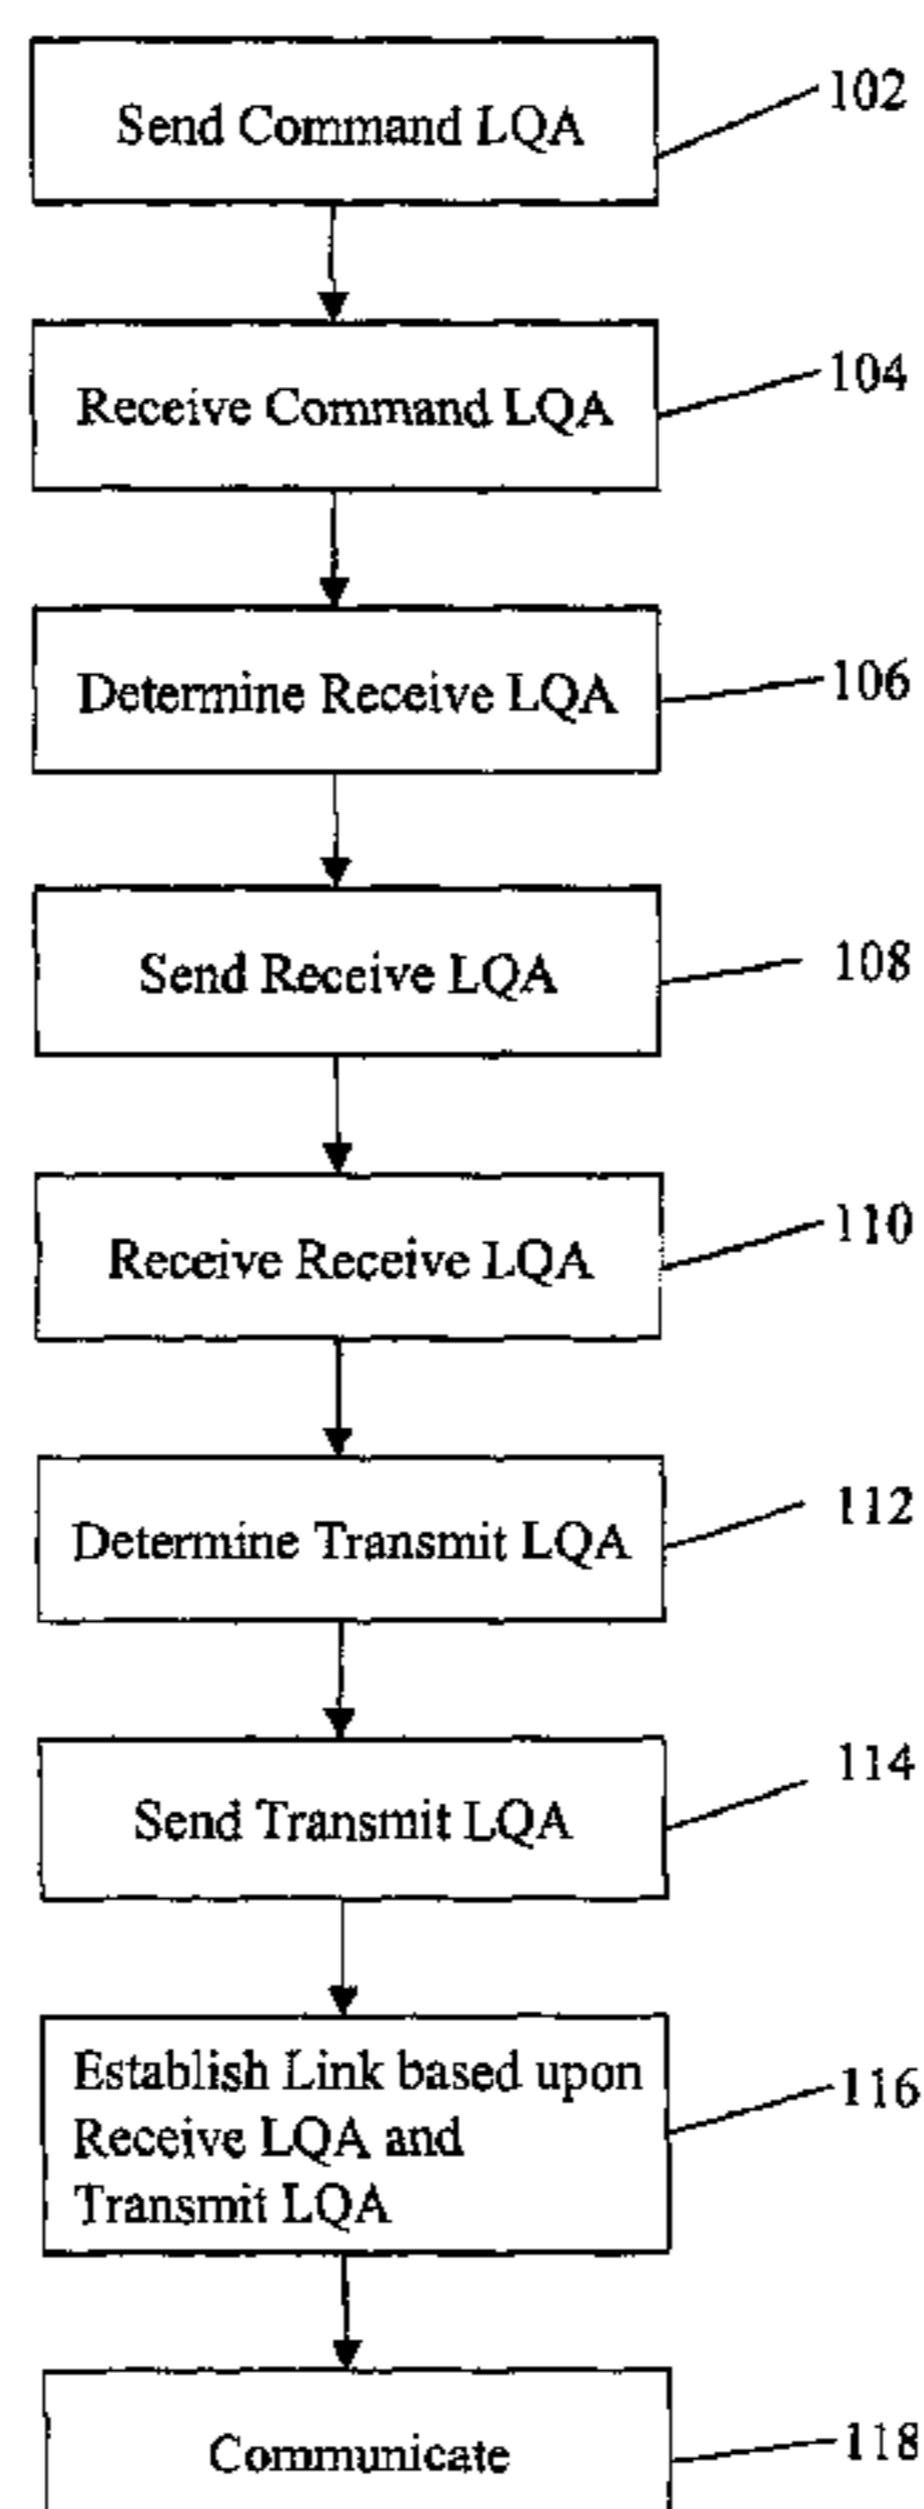 Send Command LQA
102
Receive Command LQA
104
Determine Receive LQA
106
Send Receive LQA
108
Receive Receive LQA
110
Determine Transmit LQA
112
Send Transmit LQA
114
Establish Link based upon
Receive LQA and
Transmit LQA
116
Communicate
118